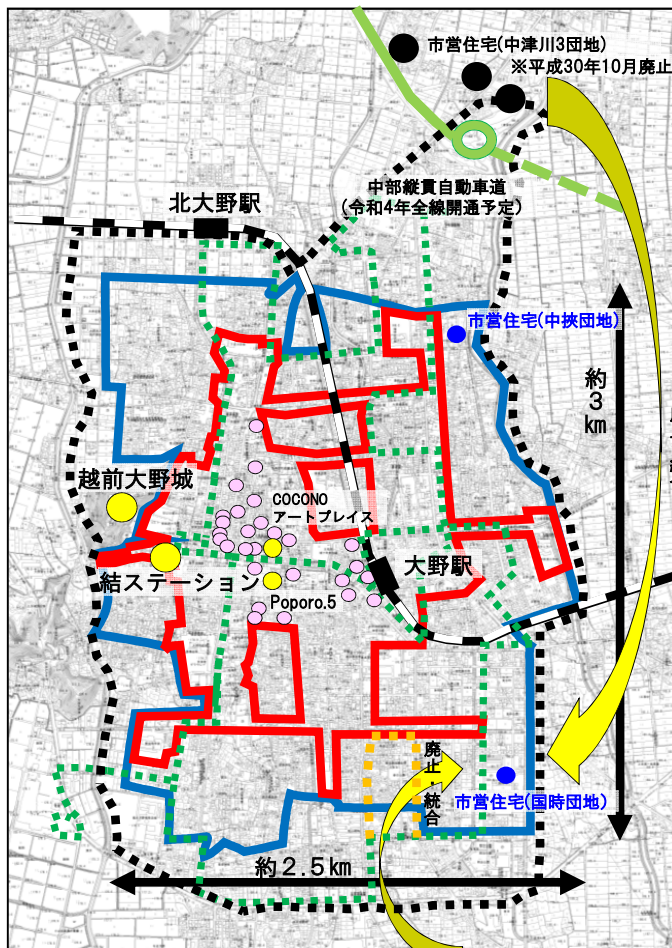 市営住宅(中津川3団地)
※平成30年10月廃止
中部縦貫自動車道
(令和4年全線開通予定)
北大野駅
市営住宅(中挾団地)
約3km
越前大野城
COCONO
アートプレイス
大野駅
結ステーション
Poporo.5
廃止・統合
市営住宅(国時団地)
約2.5km